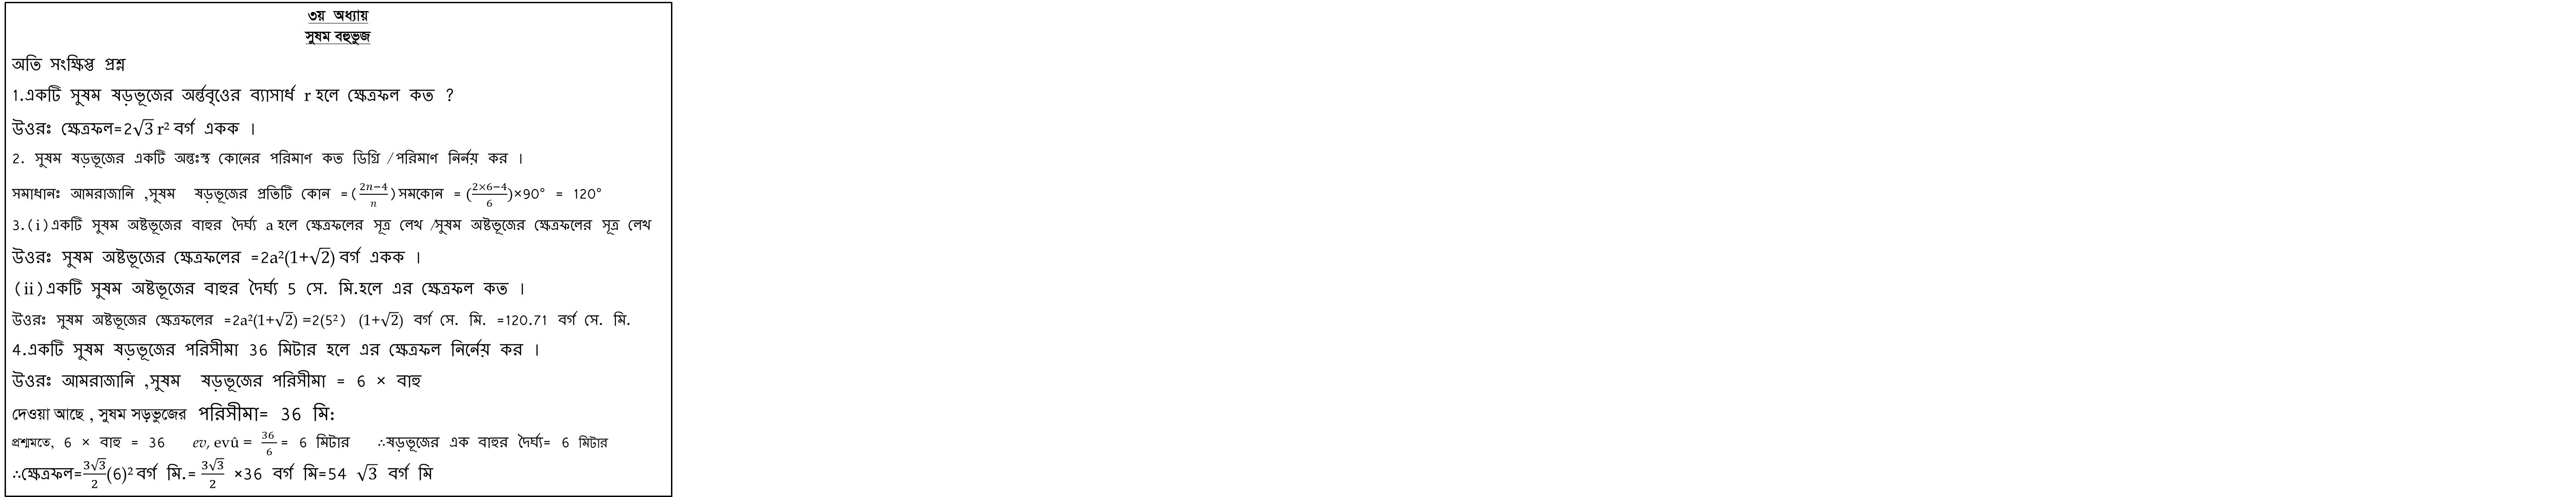 ৩য় অধ্যায়
সুষম বহুভুজ
অতি সংক্ষিপ্ত প্রশ্ন
1.একটি সুষম ষড়ভূজের অর্ন্তবৃওের ব্যাসার্ধ r হলে ক্ষেত্রফল কত ?
উওরঃ ক্ষেত্রফল=2√3 r² বর্গ একক ।
2. সুষম ষড়ভূজের একটি অন্তঃস্থ কোনের পরিমাণ কত ডিগ্রি /পরিমাণ নির্নয় কর ।
সমাধানঃ আমরাজানি ,সুষম ষড়ভূজের প্রতিটি কোন =(2n−4/n) সমকোন = (2×6−4/6)×90° = 120°
3.(i)একটি সুষম অষ্টভূজের বাহুর দৈর্ঘ্য a হলে ক্ষেত্রফলের সূত্র লেখ /সুষম অষ্টভূজের ক্ষেত্রফলের সূত্র লেখ
উওরঃ সুষম অষ্টভূজের ক্ষেত্রফলের =2a²(1+√2) বর্গ একক ।
(ii)একটি সুষম অষ্টভূজের বাহুর দৈর্ঘ্য 5 সে. মি.হলে এর ক্ষেত্রফল কত ।
উওরঃ সুষম অষ্টভূজের ক্ষেত্রফলের =2a²(1+√2) =2(5²) (1+√2) বর্গ সে. মি. =120.71 বর্গ সে. মি.
4.একটি সুষম ষড়ভূজের পরিসীমা 36 মিটার হলে এর ক্ষেত্রফল নির্নেয় কর ।
উওরঃ আমরাজানি ,সুষম ষড়ভূজের পরিসীমা = 6 × বাহু
দেওয়া আছে , সুষম সড়ভুজের পরিসীমা= 36 মি:
প্রশ্মমতে, 6 × বাহু = 36 ev, evû = 36/6 = 6 মিটার ∴ষড়ভূজের এক বাহুর দৈর্ঘ্য= 6 মিটার
∴ক্ষেত্রফল=3√3/2(6)² বর্গ মি.= 3√3/2 ×36 বর্গ মি=54 √3 বর্গ মি